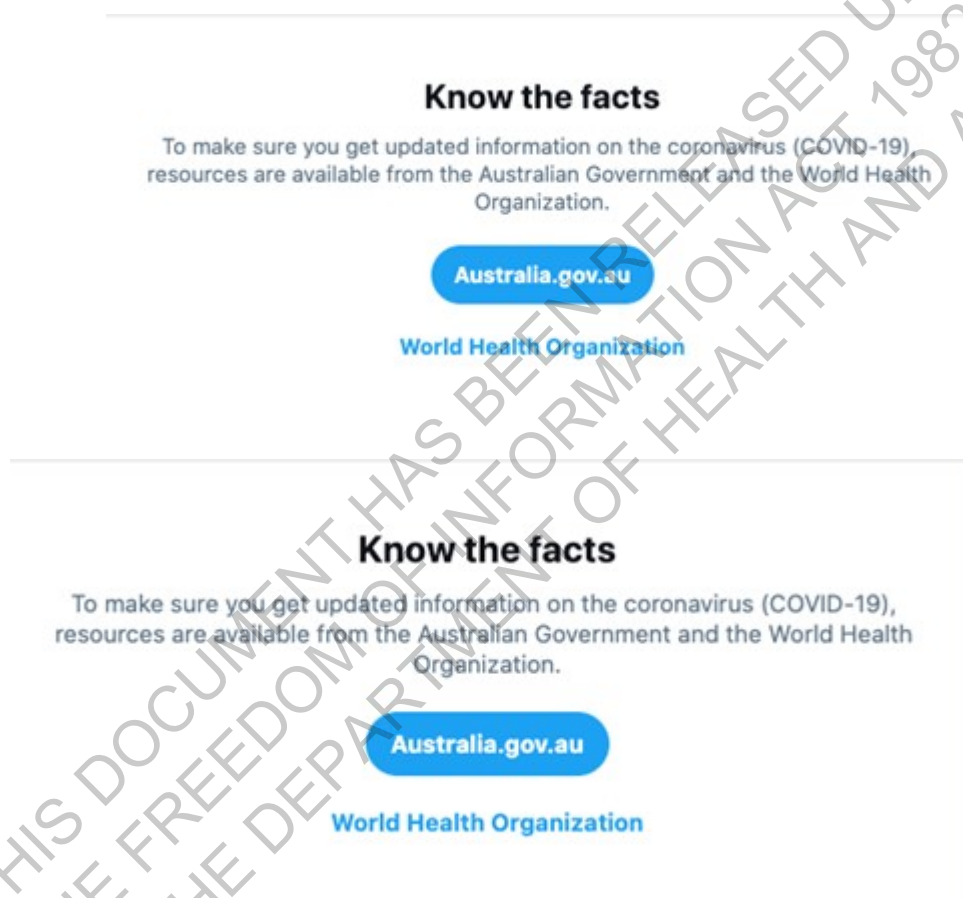 Know the facts
To make sure you get updated information on the coronavirus (COVID-19),
resources are available from the Australian Government and the World Health
Organization.
Australia.gov.au
World Health Organization
Know the facts
To make sure you get updated information on the coronavirus (COVID-19),
resources are available from the Australian Government and the World Health
Organization.
Australia.gov.au
World Health Organization
HIS DOCUMENT HAS BEEN RELEASED U
E FREEDOM OF INFORMATION ACT 1982
HE DEPARTMENT OF HEALTH AND A